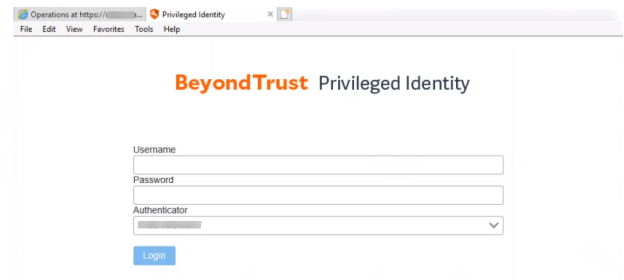 Operations at https://
... Privileged Identity
File Edit View Favorites Tools Help
BeyondTrust Privileged Identity
Username
Password
Authenticator
Login